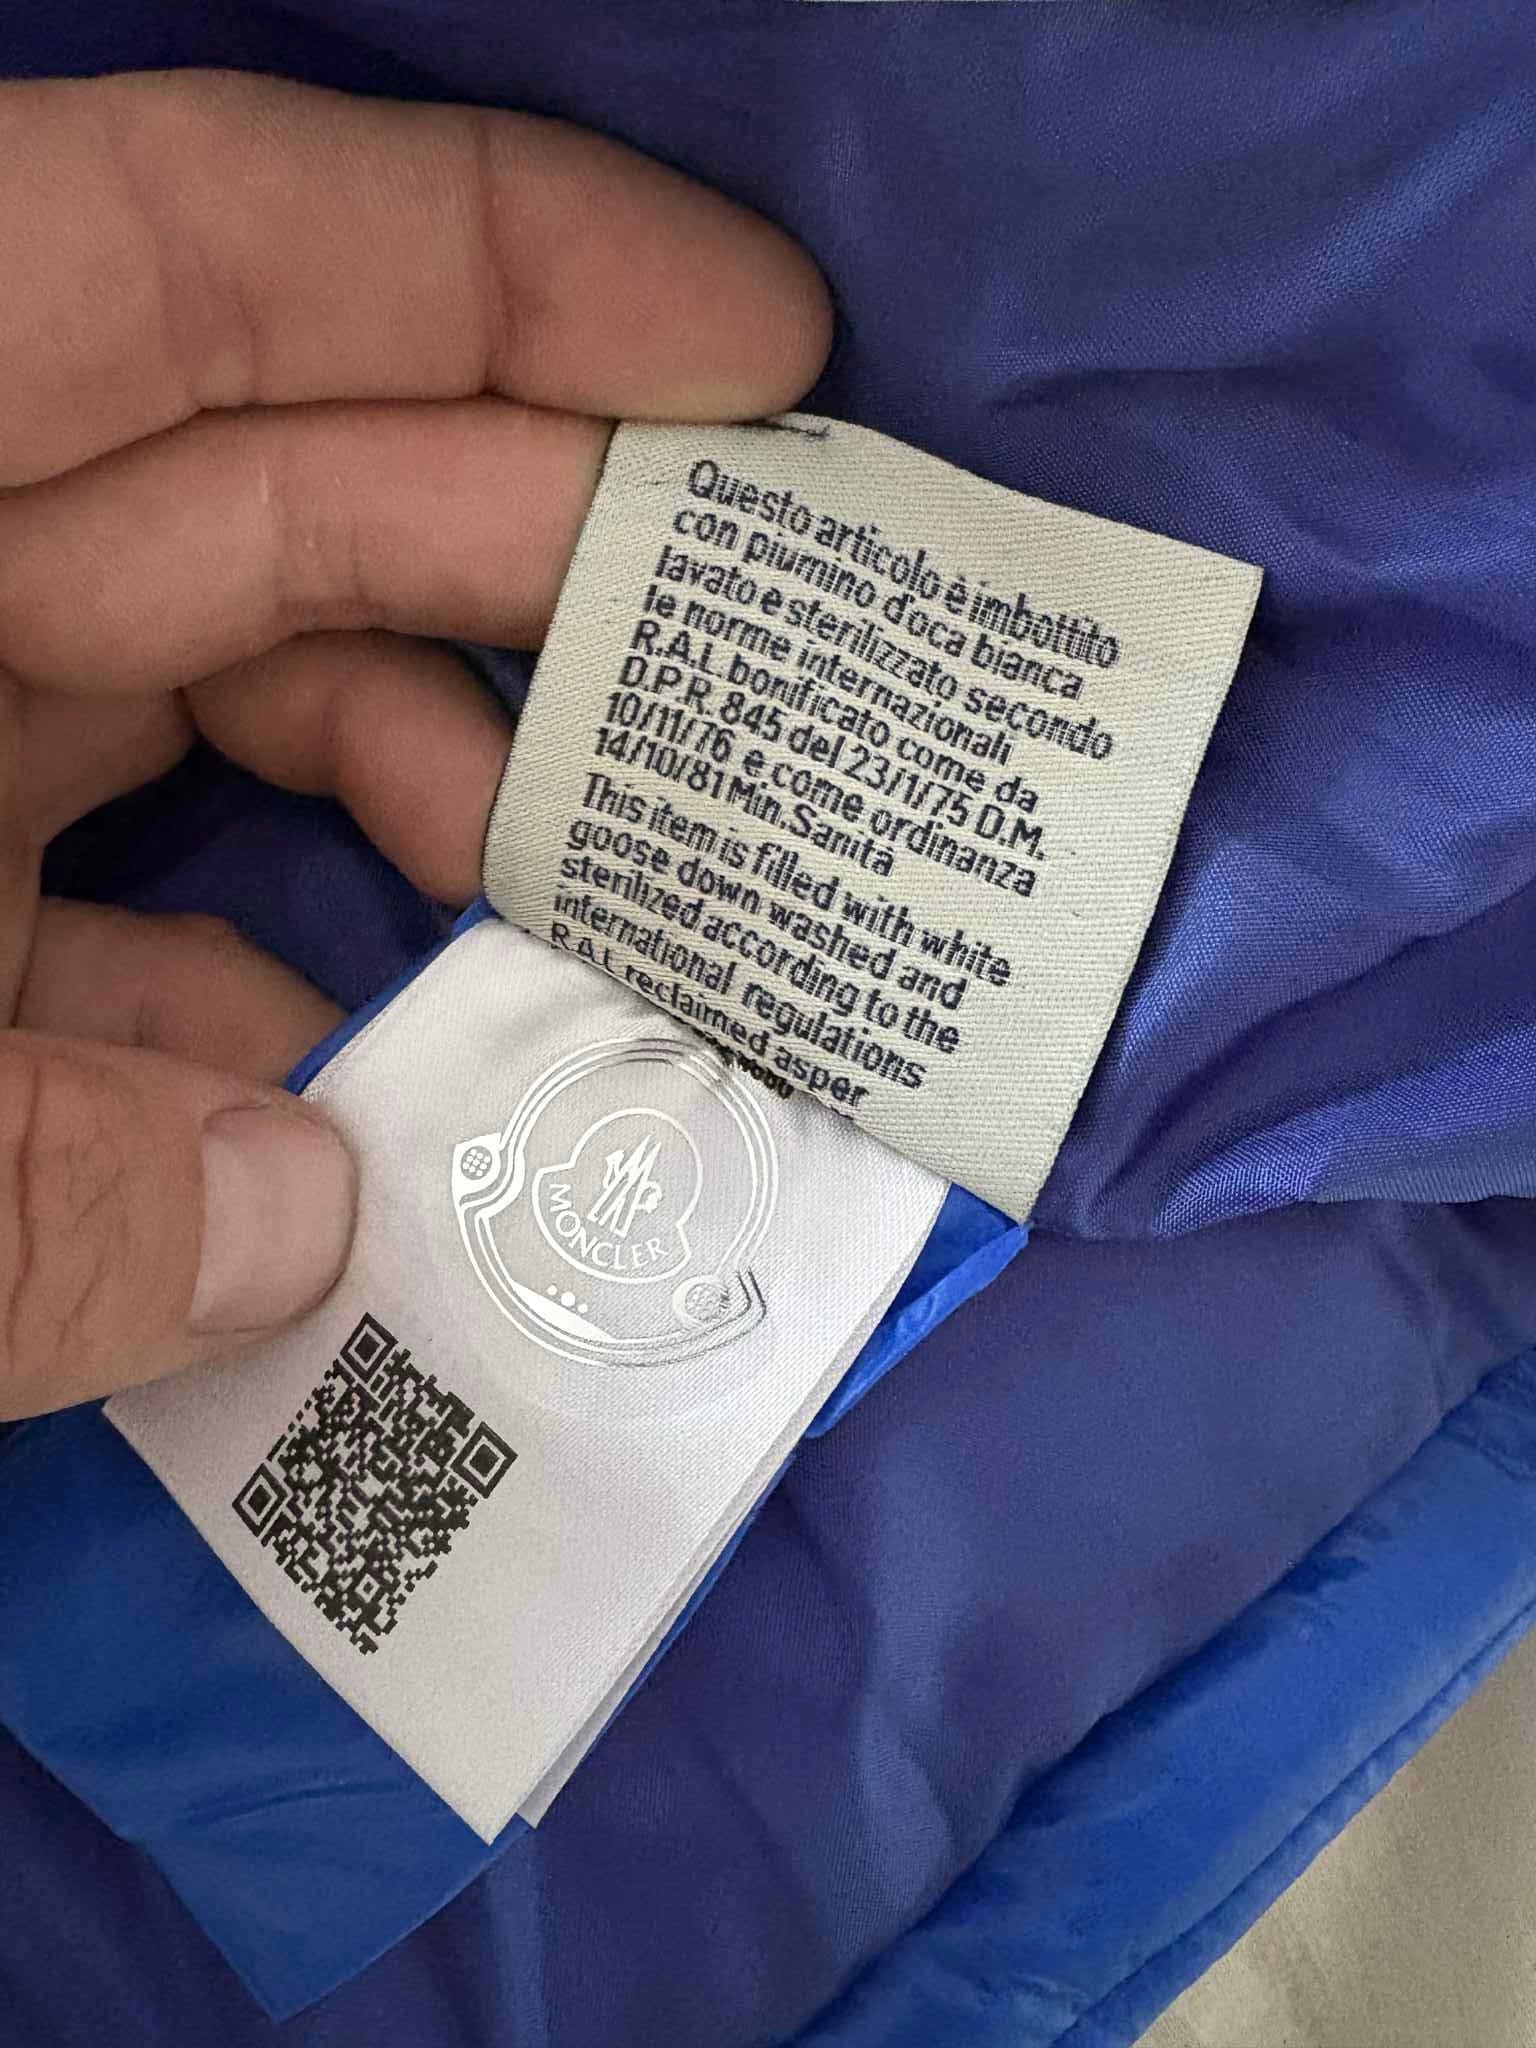 Questo articolo è imbottito
con piumino d'oca bianca
lavato e sterilizzato secondo
le norme internazionali
R.A.L. bonificato come da
D.P.R. 845 del 23/1/75 D.M.
10/11/76 e come ordinanza
14/10/81 Min. Sanità
This item is filled with white
goose down washed and
sterilized according to the
international regulations
R.A.L reclaimed asper
MONCLER